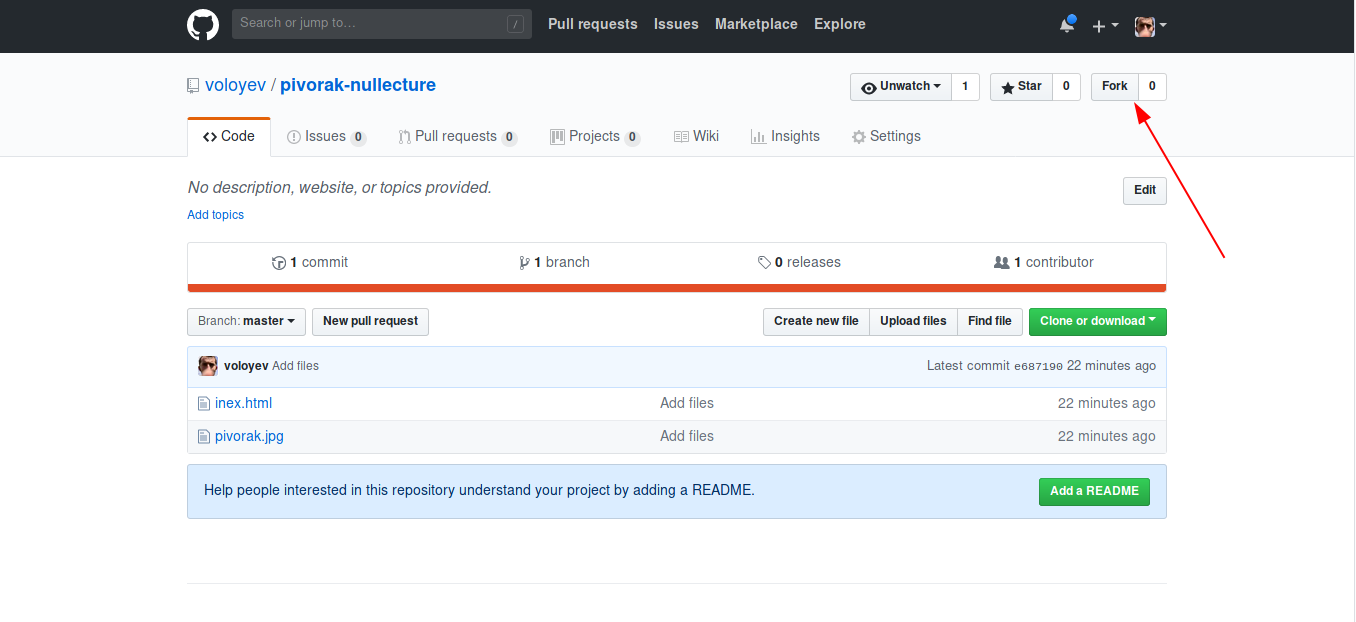 Search or jump to… / Pull requests Issues Marketplace Explore
voloyev / pivorak-nullecture Unwatch 1 Star 0 Fork 0
Code Issues 0 Pull requests 0 Projects 0 Wiki Insights Settings
No description, website, or topics provided. Edit
Add topics
1 commit 1 branch 0 releases 1 contributor
Branch: master New pull request Create new file Upload files Find file Clone or download
voloyev Add files Latest commit e687190 22 minutes ago
inex.html Add files 22 minutes ago
pivorak.jpg Add files 22 minutes ago
Help people interested in this repository understand your project by adding a README. Add a README